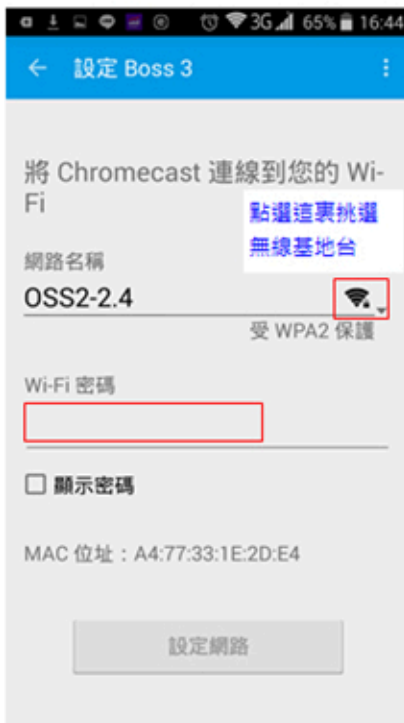 3G 65% 16:44
設定 Boss 3
將 Chromecast 連線到您的 Wi-
Fi
點選這裏挑選
無線基地台
網路名稱
OSS2-2.4
受 WPA2 保護
Wi-Fi 密碼
顯示密碼
MAC 位址：A4:77:33:1E:2D:E4
設定網路